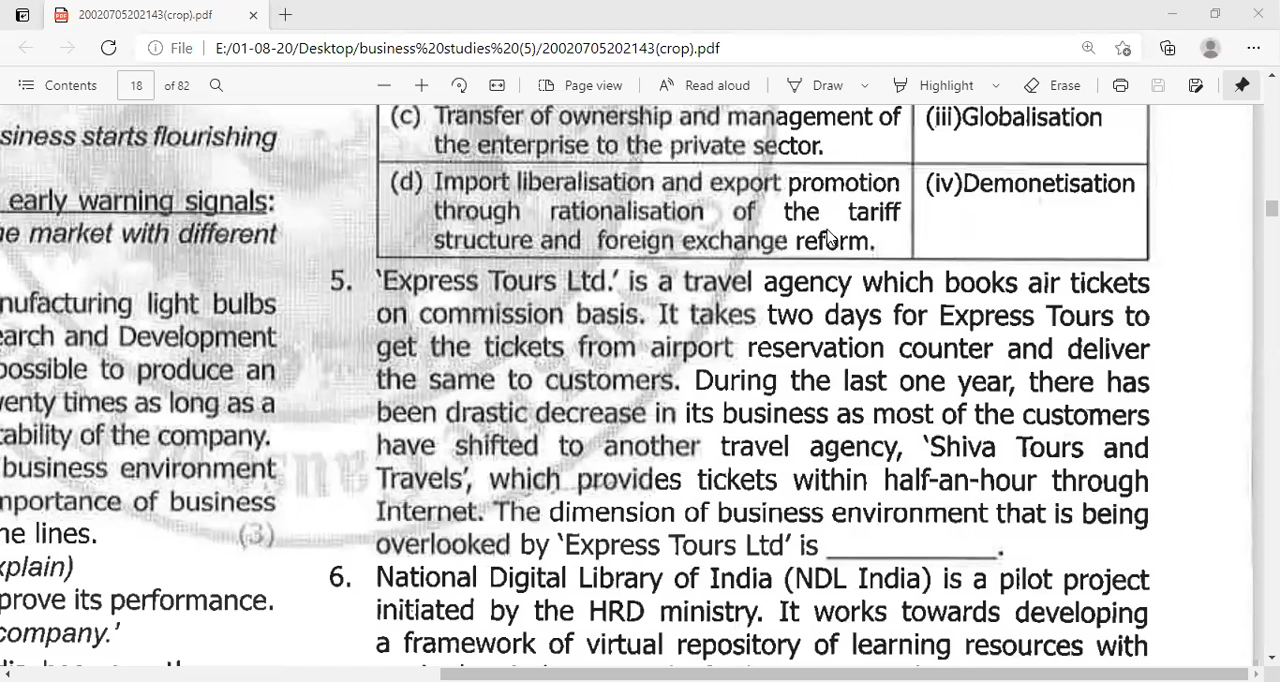 20020705202143(crop).pdf
File
E:/01-08-20/Desktop/business%20studies%20(5)/20020705202143(crop).pdf
Contents
18
of 82
Page view
Read aloud
Draw
Highlight
Erase
siness starts flourishing
early warning signals:
market with different
nufacturing light bulbs
earch and Development
possible to produce an
venty times as long as a
tability of the company.
business environment
mportance of business
ne lines. (3)
xplain)
prove its performance.
company.'
(c) Transfer of ownership and management of
the enterprise to the private sector.
(iii)Globalisation
(d) Import liberalisation and export promotion
through rationalisation of the tariff
structure and foreign exchange reform.
(iv)Demonetisation
5. 'Express Tours Ltd.' is a travel agency which books air tickets
on commission basis. It takes two days for Express Tours to
get the tickets from airport reservation counter and deliver
the same to customers. During the last one year, there has
been drastic decrease in its business as most of the customers
have shifted to another travel agency, 'Shiva Tours and
Travels', which provides tickets within half-an-hour through
Internet. The dimension of business environment that is being
overlooked by 'Express Tours Ltd' is ____________.
6. National Digital Library of India (NDL India) is a pilot project
initiated by the HRD ministry. It works towards developing
a framework of virtual repository of learning resources with